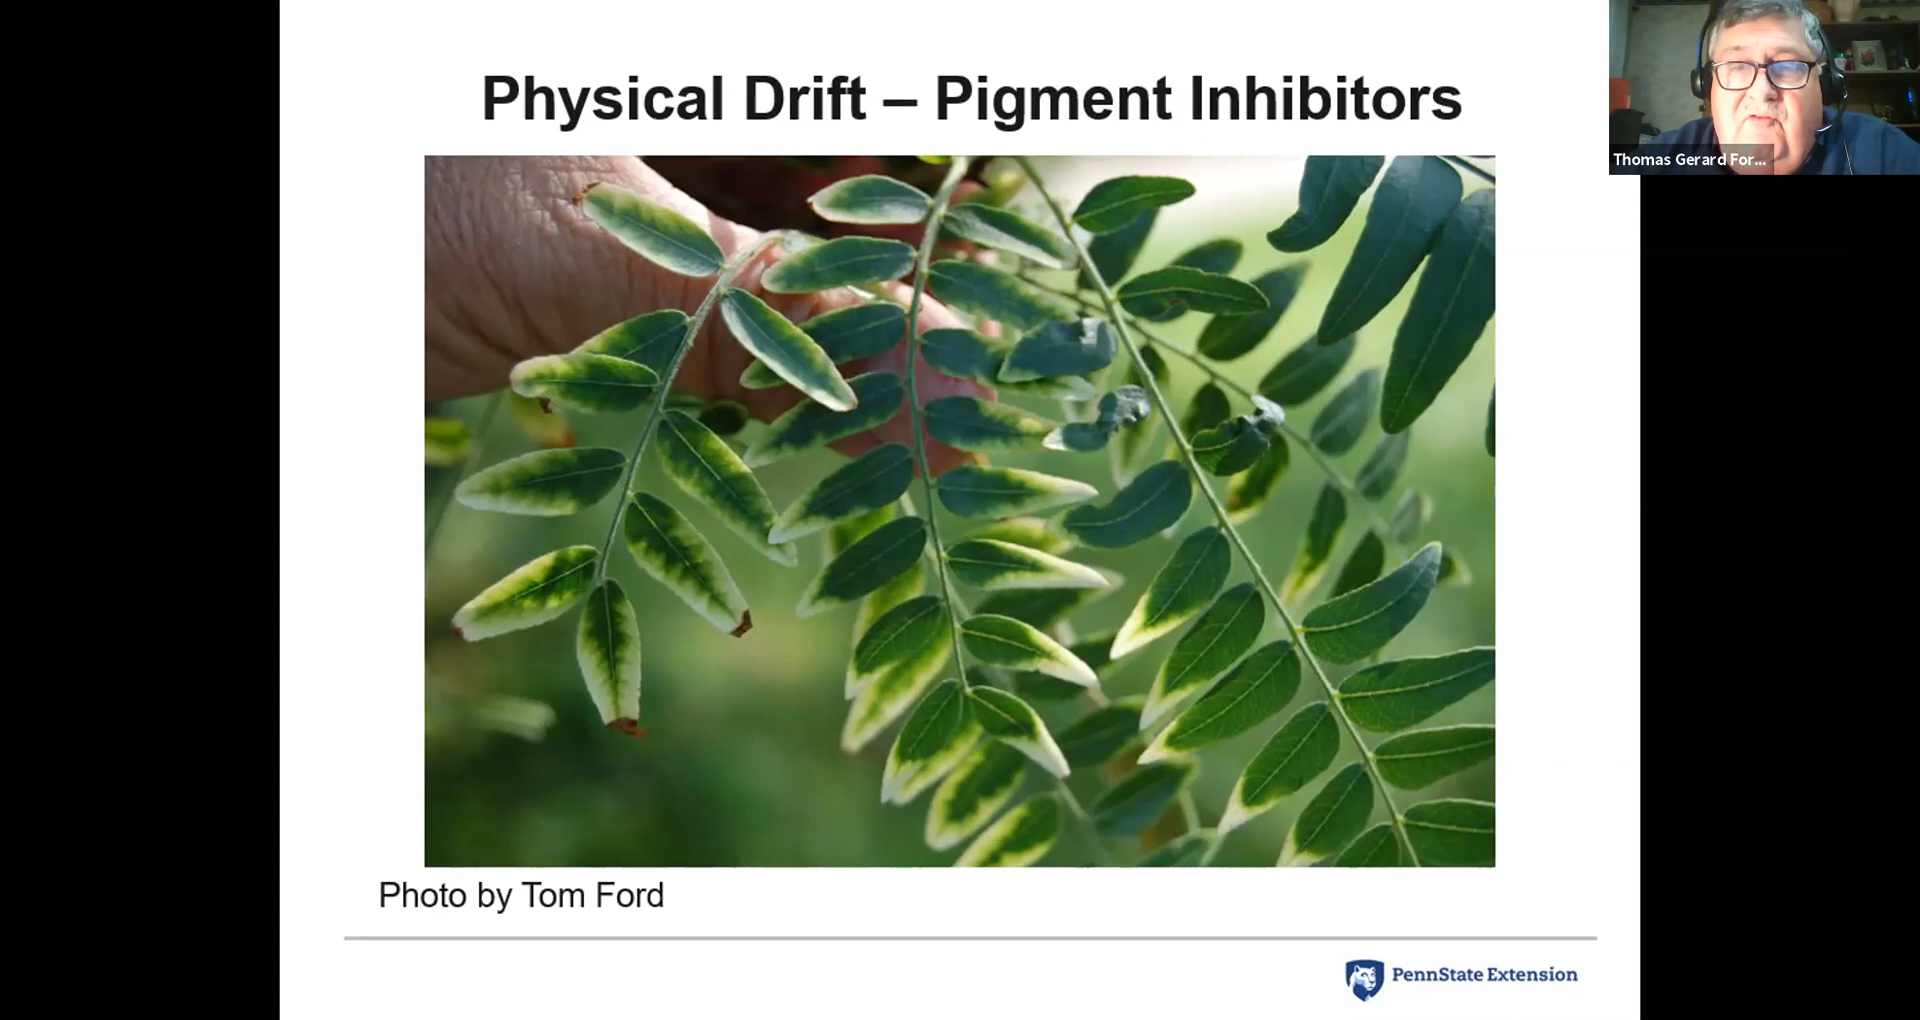 Physical Drift – Pigment Inhibitors
Thomas Gerard For...
Photo by Tom Ford
PennState Extension